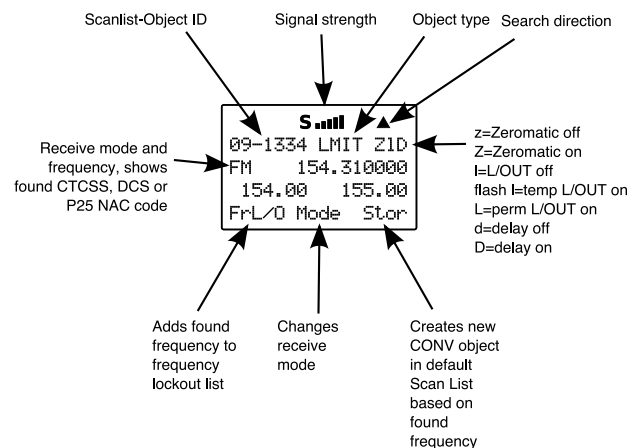 Scanlist-Object ID
Signal strength
Object type
Search direction
S
09-1334 LMIT Z1D
FM 154.310000
154.00 155.00
FrL/O Mode Stor
Receive mode and
frequency, shows
found CTCSS, DCS or
P25 NAC code
z=Zeromatic off
Z=Zeromatic on
l=L/OUT off
flash l=temp L/OUT on
L=perm L/OUT on
d=delay off
D=delay on
Adds found
frequency to
frequency
lockout list
Changes
receive
mode
Creates new
CONV object
in default
Scan List
based on
found
frequency